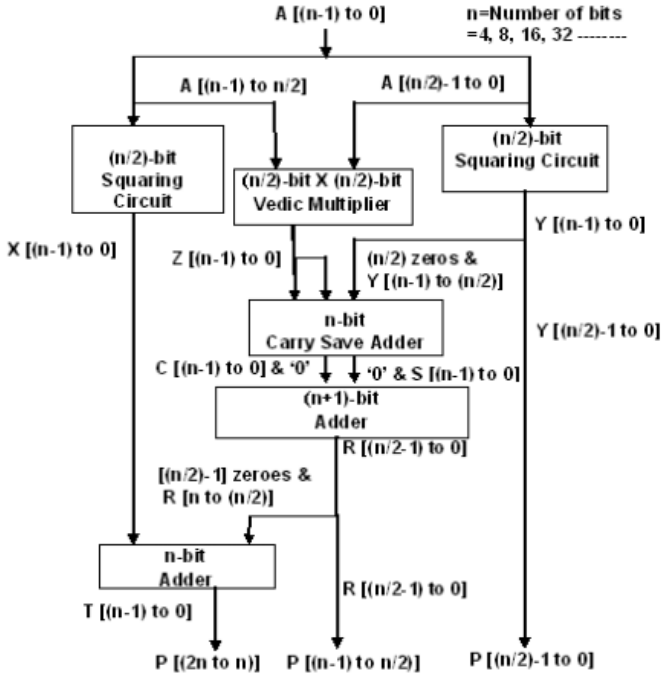 A [(n-1) to 0]
n=Number of bits
=4, 8, 16, 32 --------
A [(n-1) to n/2]
A [(n/2)-1 to 0]
(n/2)-bit
Squaring
Circuit
(n/2)-bit X (n/2)-bit
Vedic Multiplier
(n/2)-bit
Squaring Circuit
X [(n-1) to 0]
Z [(n-1) to 0]
(n/2) zeros &
Y [(n-1) to (n/2)]
Y [(n-1) to 0]
n-bit
Carry Save Adder
Y [(n/2)-1 to 0]
C [(n-1) to 0] & ‘0’
‘0’ & S [(n-1) to 0]
(n+1)-bit
Adder
R [(n/2-1) to 0]
[(n/2)-1] zeroes &
R [n to (n/2)]
n-bit
Adder
R [(n/2-1) to 0]
T [(n-1) to 0]
P [(2n to n)]
P [(n-1) to n/2)]
P [(n/2)-1 to 0]